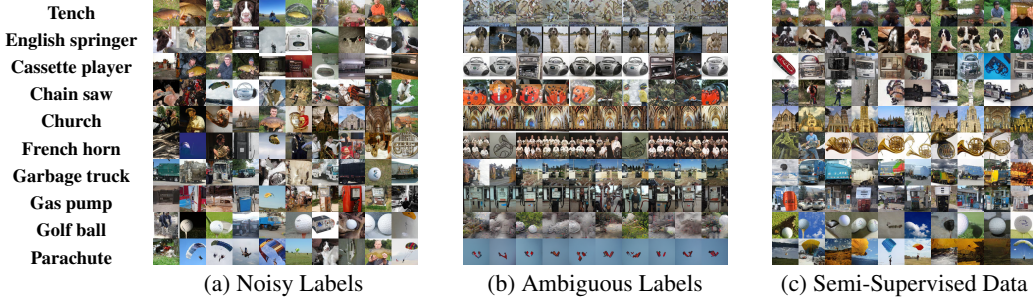 Tench
English springer
Cassette player
Chain saw
Church
French horn
Garbage truck
Gas pump
Golf ball
Parachute
(a) Noisy Labels
(b) Ambiguous Labels
(c) Semi-Supervised Data